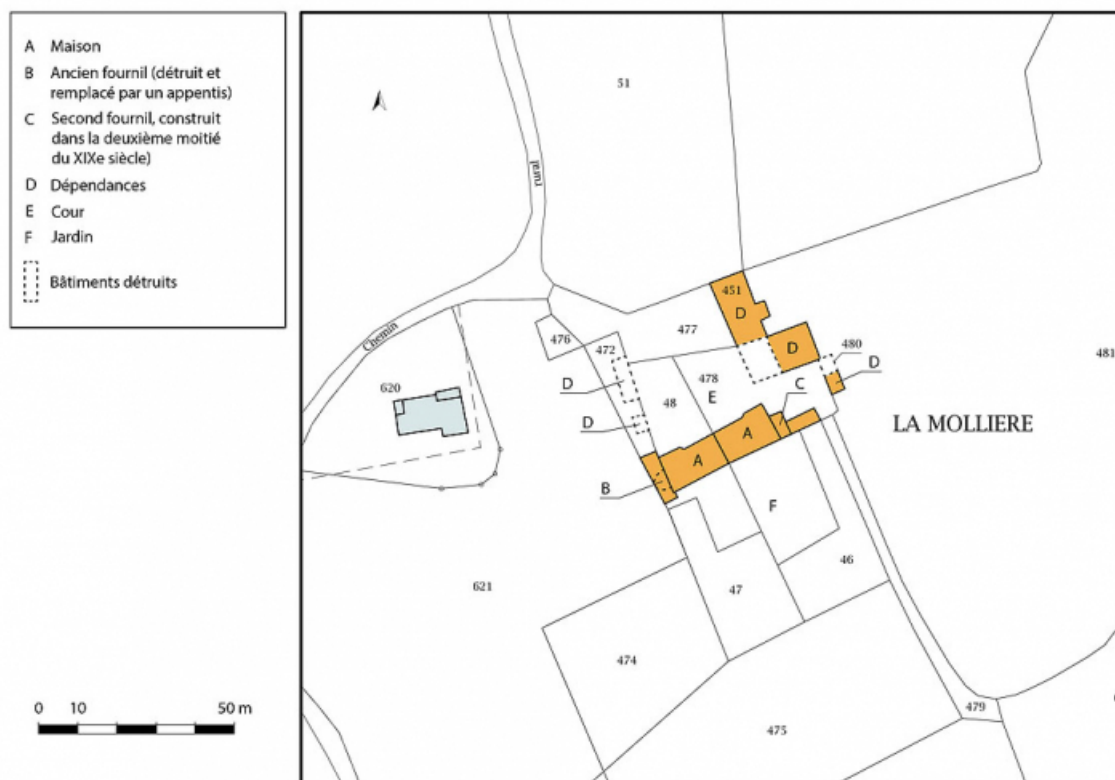 A Maison
B Ancien fournil (détruit et
remplacé par un appentis)
C Second fournil, construit
dans la deuxième moitié
du XIXe siècle)
D Dépendances
E Cour
F Jardin
Bâtiments détruits
0 10 50 m
51
rural
Chemin
451
D
477
476
472
D
480
D
478
D
E
C
481
620
48
D
A
LA MOLLIERE
A
B
F
46
621
47
474
479
475